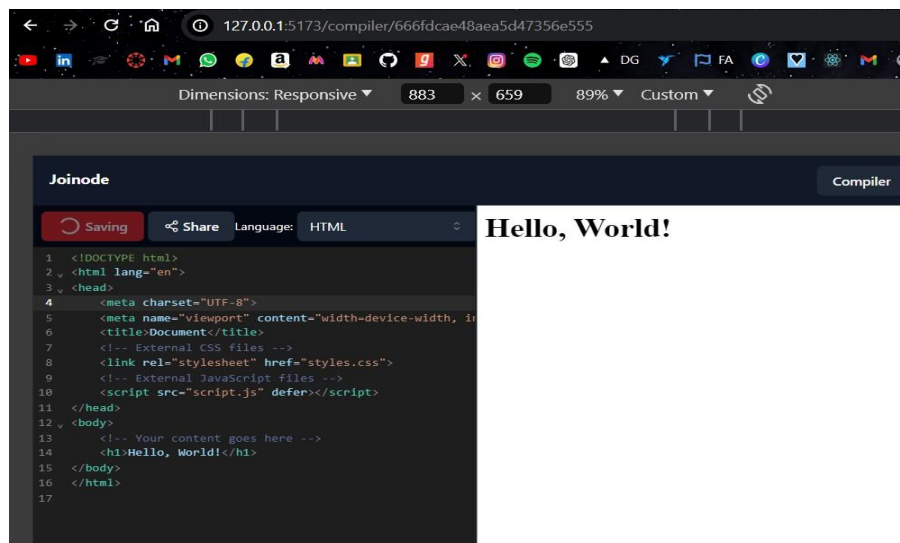 127.0.0.1:5173/compiler/666fdcae48aea5d47356e555
DG FA
Dimensions: Responsive 883 × 659 89% Custom
Joinode Compiler
Saving Share Language: HTML
Hello, World!
1 <!DOCTYPE html>
2 <html lang="en">
3 <head>
4 <meta charset="UTF-8">
5 <meta name="viewport" content="width=device-width, in
6 <title>Document</title>
7 <!-- External CSS files -->
8 <link rel="stylesheet" href="styles.css">
9 <!-- External JavaScript files -->
10 <script src="script.js" defer></script>
11 </head>
12 <body>
13 <!-- Your content goes here -->
14 <h1>Hello, World!</h1>
15 </body>
16 </html>
17